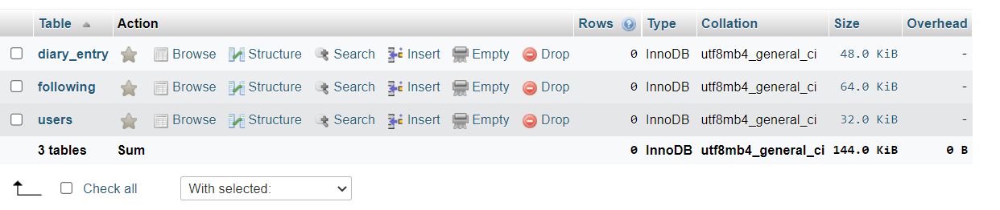 Table Action Rows Type Collation Size Overhead
diary_entry Browse Structure Search Insert Empty Drop 0 InnoDB utf8mb4_general_ci 48.0 KiB -
following Browse Structure Search Insert Empty Drop 0 InnoDB utf8mb4_general_ci 64.0 KiB -
users Browse Structure Search Insert Empty Drop 0 InnoDB utf8mb4_general_ci 32.0 KiB -
3 tables Sum 0 InnoDB utf8mb4_general_ci 144.0 KiB 0 B
Check all With selected: